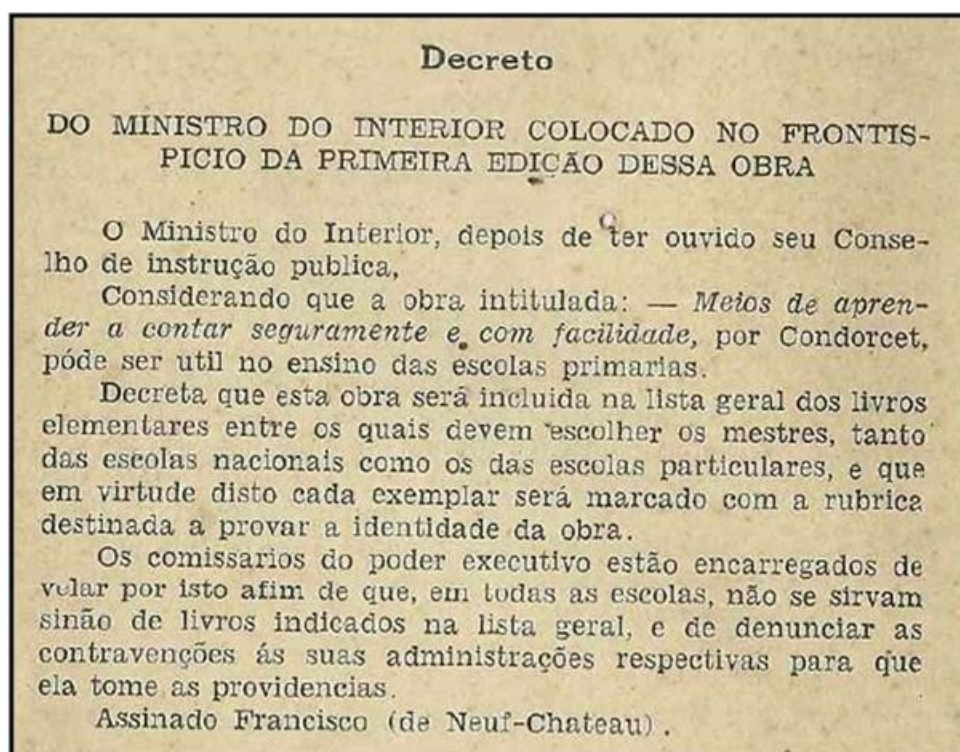 Decreto
DO MINISTRO DO INTERIOR COLOCADO NO FRONTIS-
PICIO DA PRIMEIRA EDIÇÃO DESSA OBRA
O Ministro do Interior, depois de ter ouvido seu Conse-
lho de instrução publica,
Considerando que a obra intitulada: — Meios de apren-
der a contar seguramente e com facilidade, por Condorcet,
póde ser util no ensino das escolas primarias.
Decreta que esta obra será incluida na lista geral dos livros
elementares entre os quais devem escolher os mestres, tanto
das escolas nacionais como os das escolas particulares, e que
em virtude disto cada exemplar será marcado com a rubrica
destinada a provar a identidade da obra.
Os comissarios do poder executivo estão encarregados de
velar por isto afim de que, em todas as escolas, não se sirvam
sinão de livros indicados na lista geral, e de denunciar as
contravenções ás suas administrações respectivas para que
ela tome as providencias.
Assinado Francisco (de Neuf-Chateau).